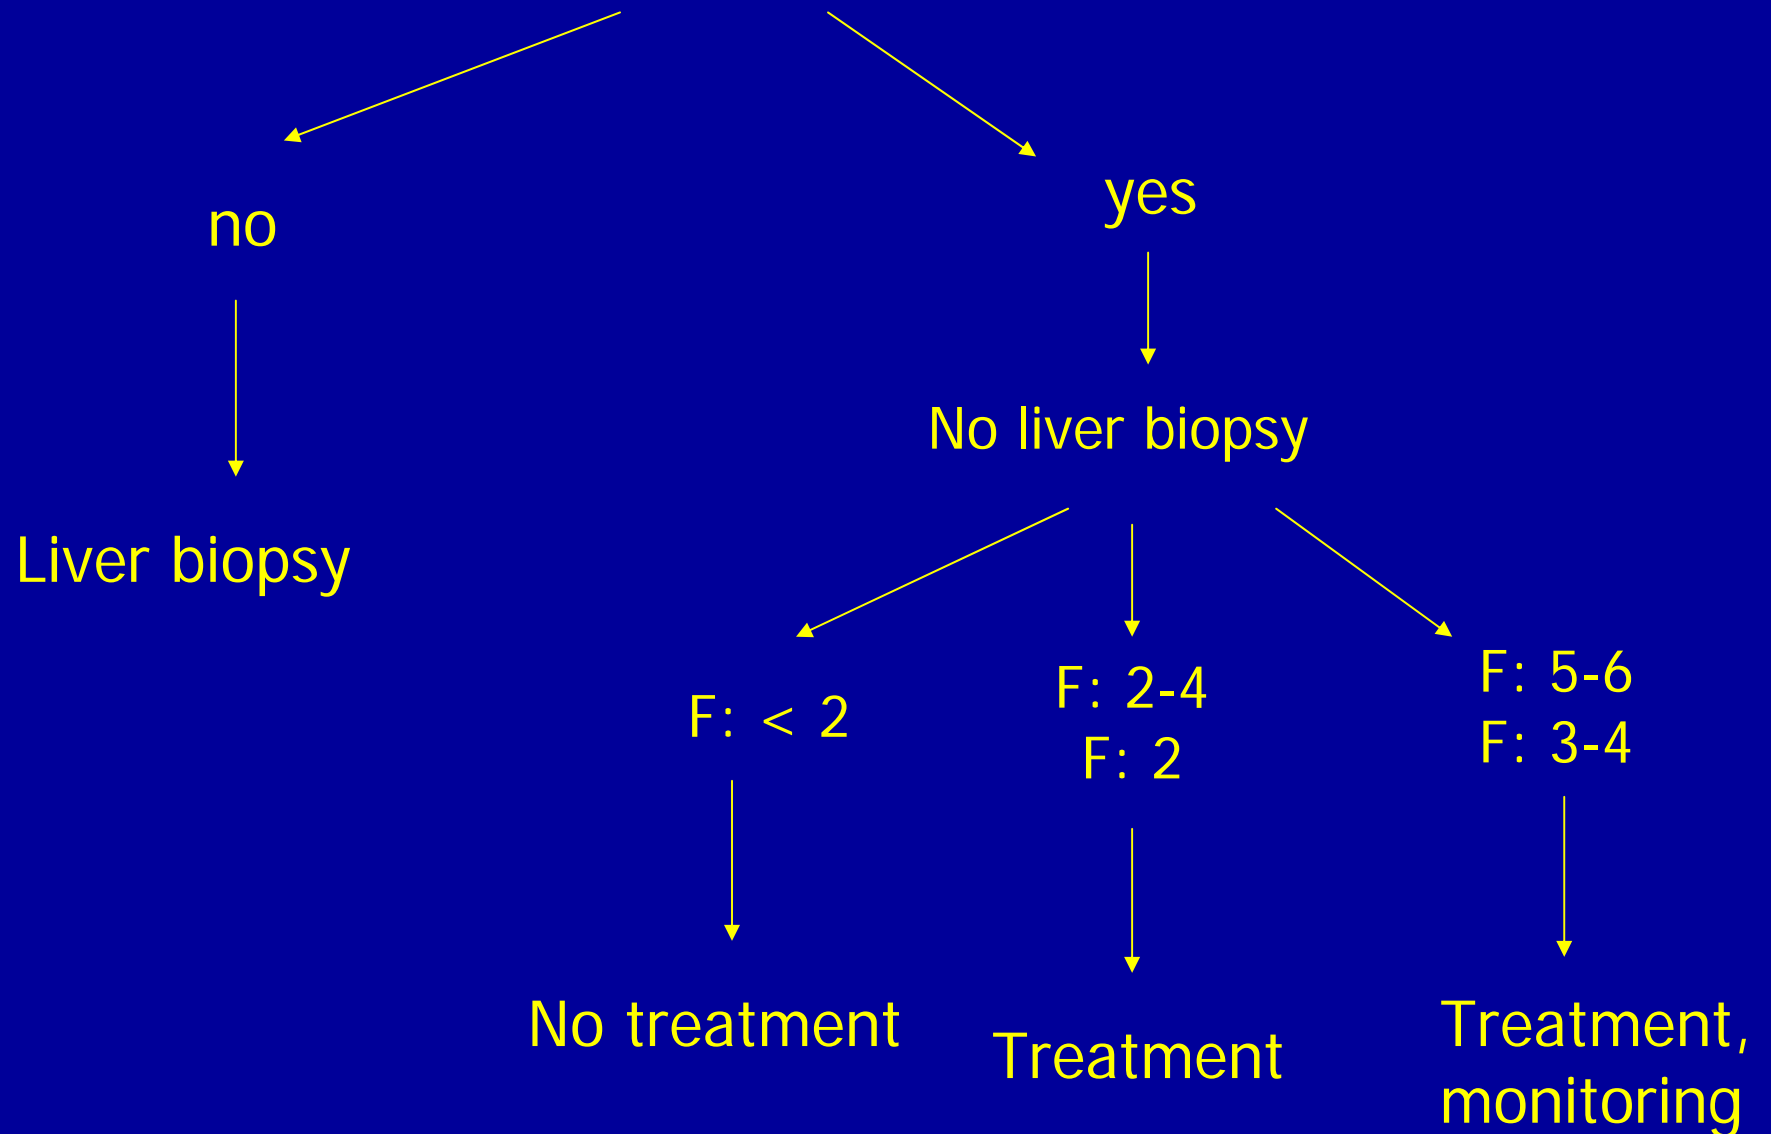 no
yes
No liver biopsy
Liver biopsy
F: < 2
F: 2-4
F: 2
F: 5-6
F: 3-4
No treatment
Treatment
Treatment,
monitoring